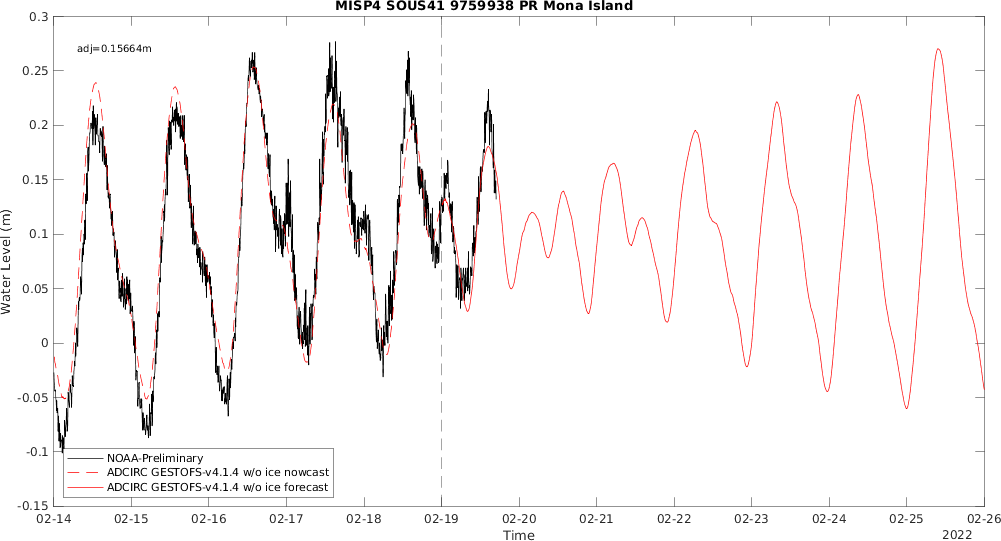 MISP4 SOUS41 9759938 PR Mona Island
adj=0.15664m
0.3
0.25
0.2
0.15
0.1
0.05
0
-0.05
-0.1
-0.15
Water Level (m)
NOAA-Preliminary
ADCIRC GESTOFS-v4.1.4 w/o ice nowcast
ADCIRC GESTOFS-v4.1.4 w/o ice forecast
02-14 02-15 02-16 02-17 02-18 02-19 02-20 02-21 02-22 02-23 02-24 02-25 02-26
Time
2022